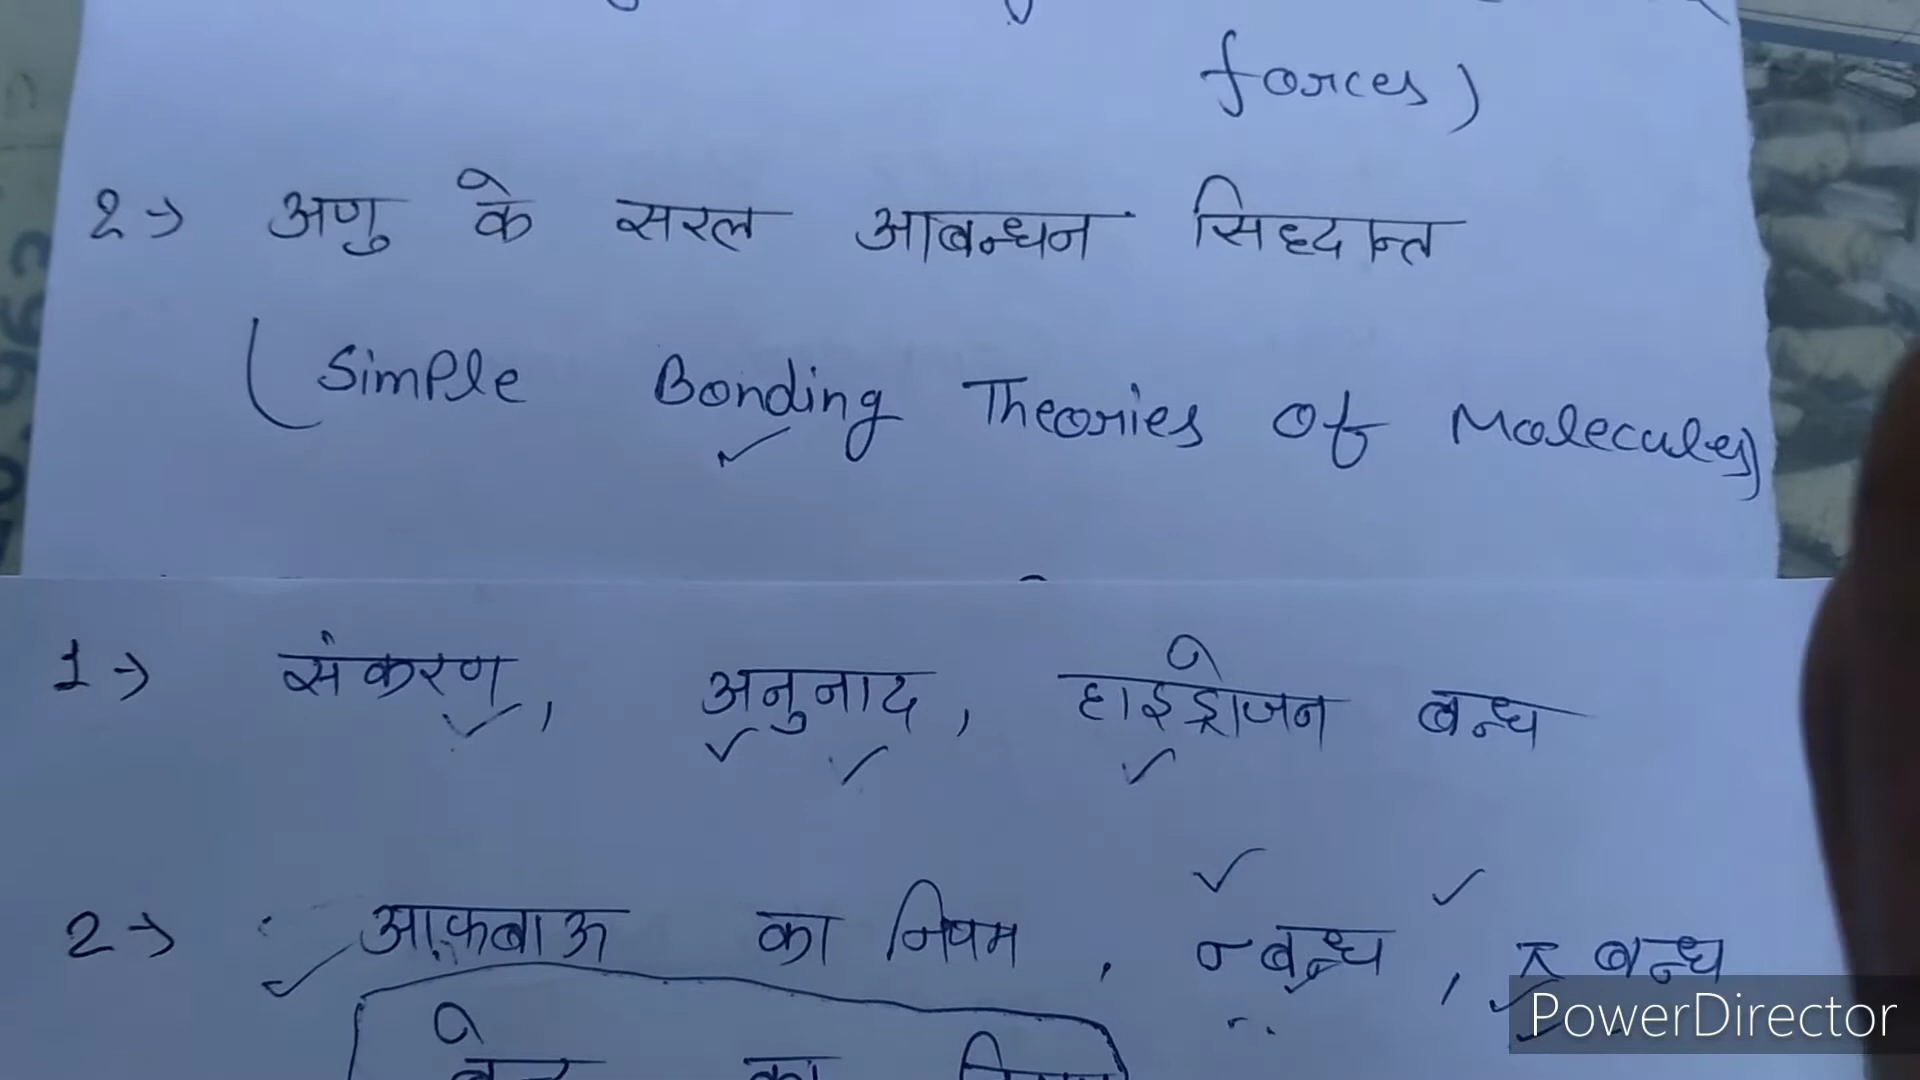 forces)
2→ अणु के सरल आबन्धन सिद्दान्त
(Simple Bonding Theories of Molecules)
1→ संकरण, अनुनाद, हाइड्रोजन बन्ध
2→ आफ़बाऊ का नियम, σ बन्ध, π बन्ध
का
PowerDirector